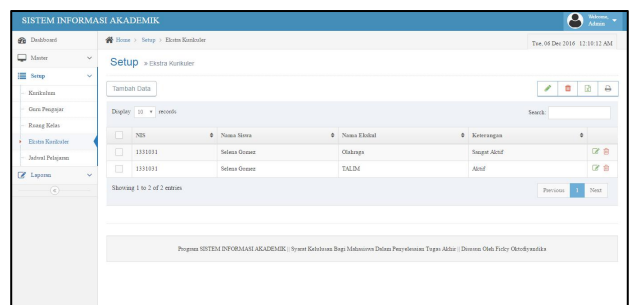 SISTEM INFORMASI AKADEMIK
Welcome, Admin
Dashboard
Home > Setup > Ekstra Kurikuler
Tue, 06 Dec 2016 12:10:12 AM
Master
Setup
Kurikulum
Guru Pengajar
Ruang Kelas
Ekstra Kurikuler
Jadwal Pelajaran
Laporan
Setup » Ekstra Kurikuler
Tambah Data
Display 10 records
Search:
NIS Nama Siswa Nama Ekskul Keterangan
1331031 Selena Gomez Olahraga Sangat Aktif
1331031 Selena Gomez TALIM Aktif
Showing 1 to 2 of 2 entries
Previous 1 Next
Program SISTEM INFORMASI AKADEMIK || Syarat Kelulusan Bagi Mahasiswa Dalam Penyelesaian Tugas Akhir || Disusun Oleh Ficky Oktofiyandika